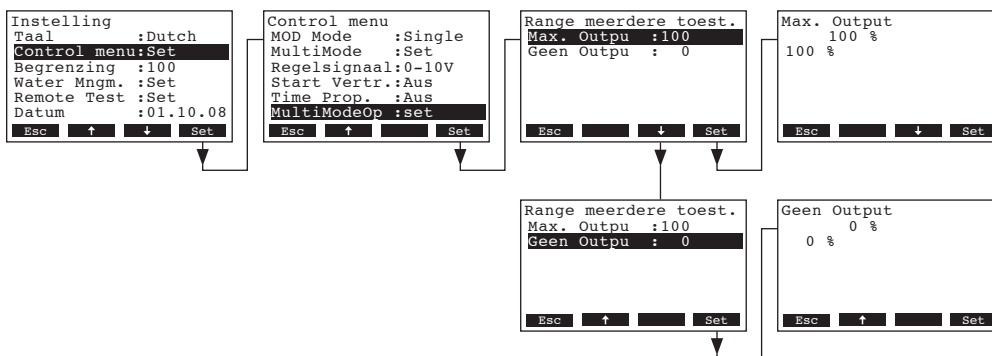 Instelling
Taal :Dutch
Control menu:Set
Begrenzing :100
Water Mngm. :Set
Remote Test :Set
Datum :01.10.08
Esc ↑ ↓ Set
Control menu
MOD Mode :Single
MultiMode :Set
Regelsignaal:0-10V
Start Vertr.:Aus
Time Prop. :Aus
MultiModeOp :set
Esc ↑ Set
Range meerdere toest.
Max. Outpu :100
Geen Outpu : 0
Esc ↓ Set
Max. Output
100 %
100 %
Esc ↓ Set
Range meerdere toest.
Max. Outpu :100
Geen Outpu : 0
Esc ↑ Set
Geen Output
0 %
0 %
Esc ↑ Set